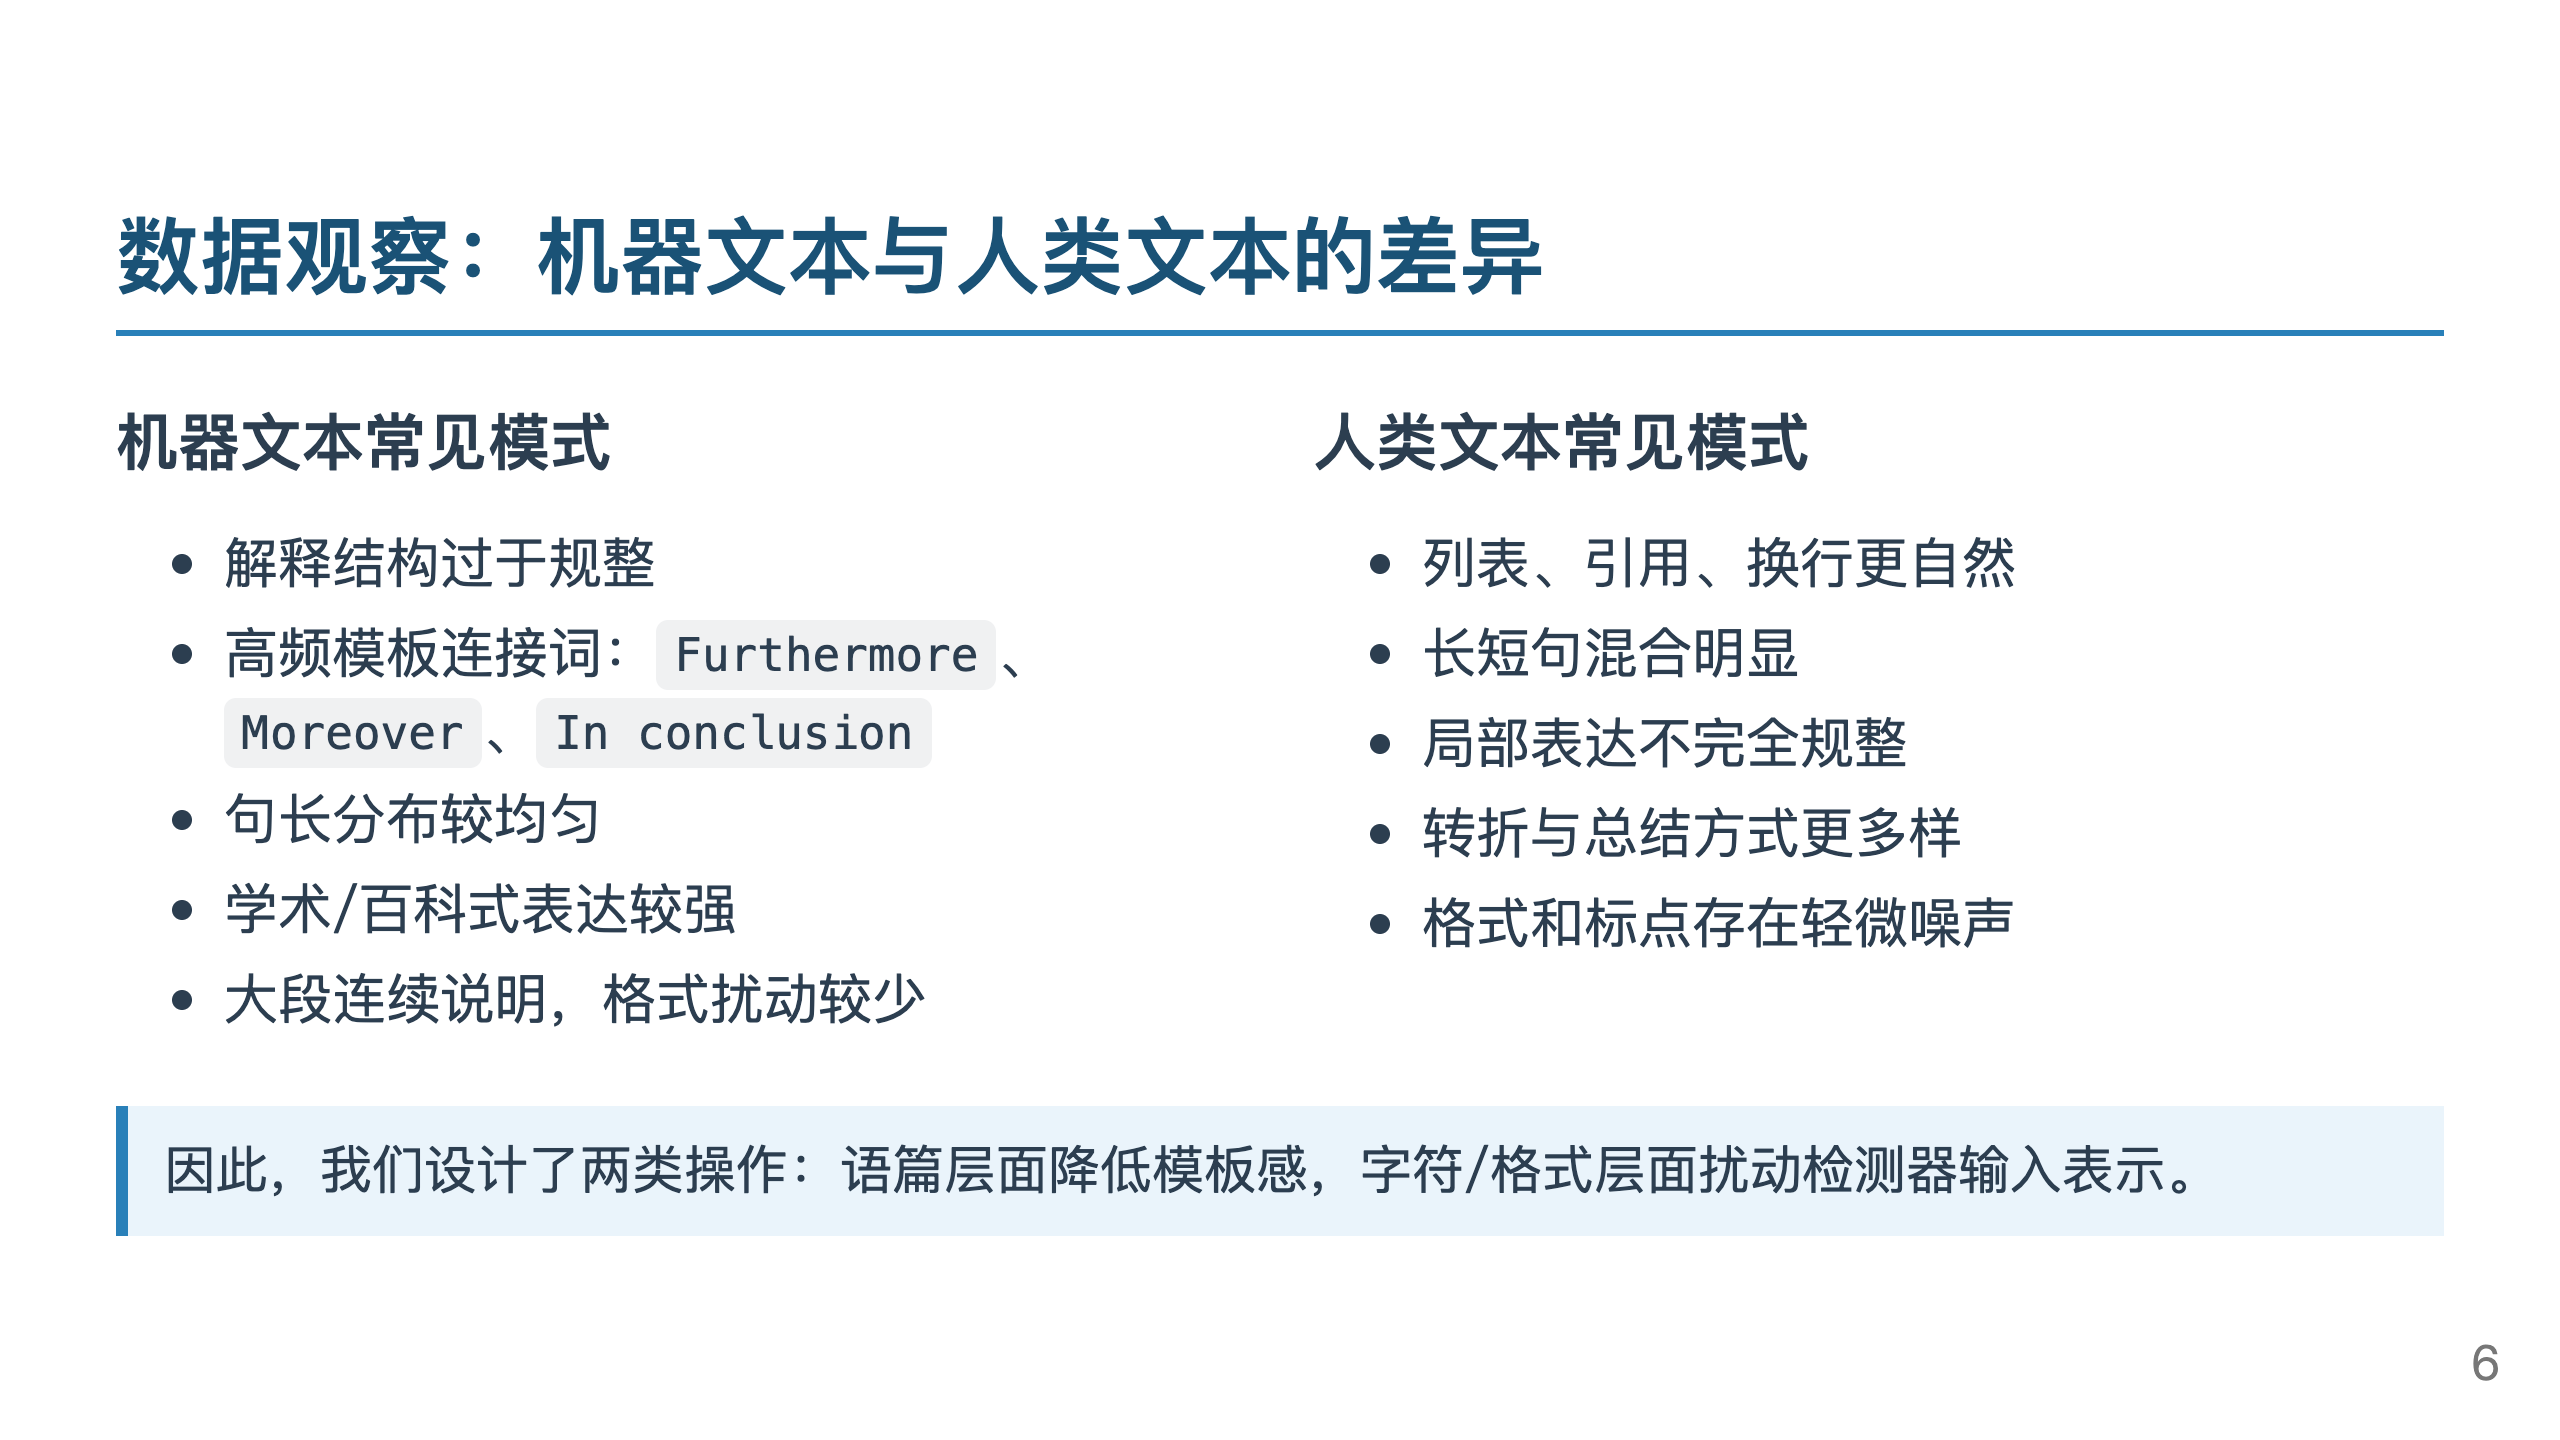 数据观察：机器文本与人类文本的差异
机器文本常见模式
解释结构过于规整
高频模板连接词：Furthermore、
Moreover、In conclusion
句长分布较均匀
学术/百科式表达较强
大段连续说明，格式扰动较少
人类文本常见模式
列表、引用、换行更自然
长短句混合明显
局部表达不完全规整
转折与总结方式更多样
格式和标点存在轻微噪声
因此，我们设计了两类操作：语篇层面降低模板感，字符/格式层面扰动检测器输入表示。
6